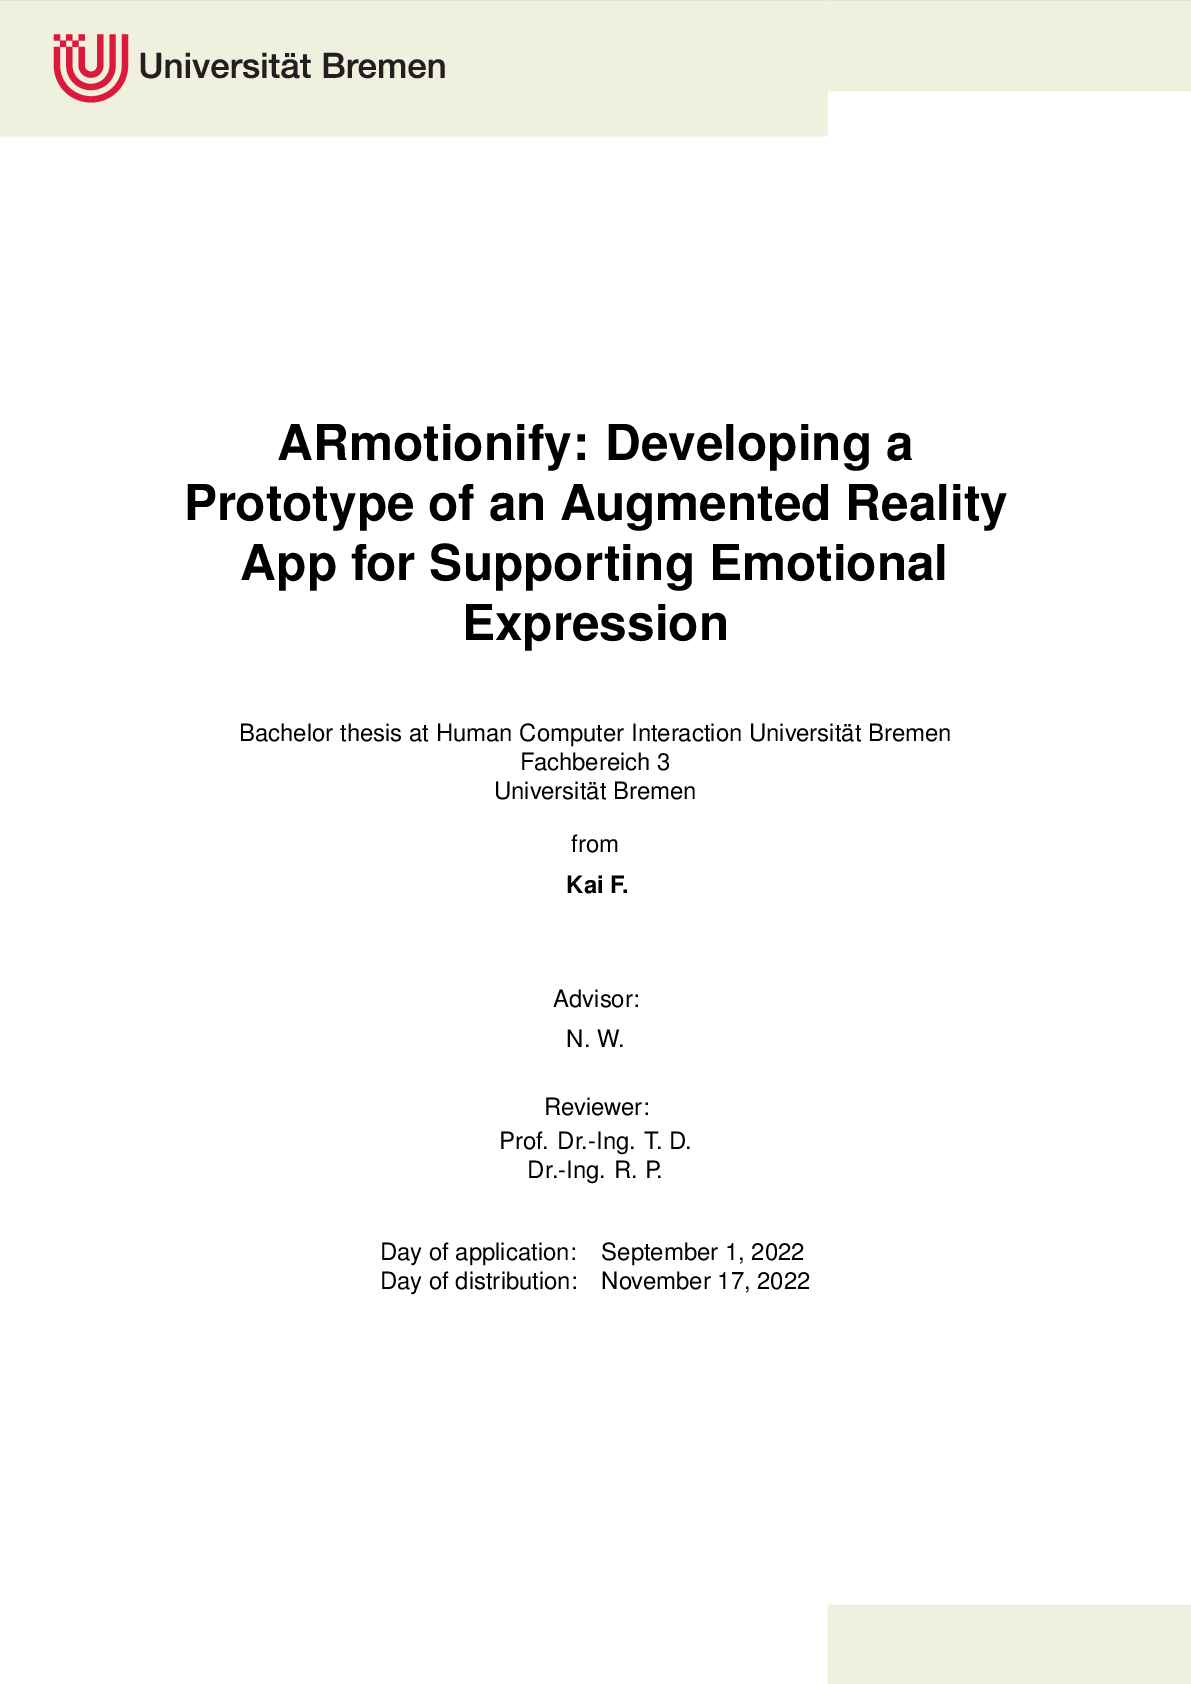 Universität Bremen
ARmotionify: Developing a
Prototype of an Augmented Reality
App for Supporting Emotional
Expression
Bachelor thesis at Human Computer Interaction Universität Bremen
Fachbereich 3
Universität Bremen
from
Kai F.
Advisor:
N. W.
Reviewer:
Prof. Dr.-Ing. T. D.
Dr.-Ing. R. P.
Day of application: September 1, 2022
Day of distribution: November 17, 2022